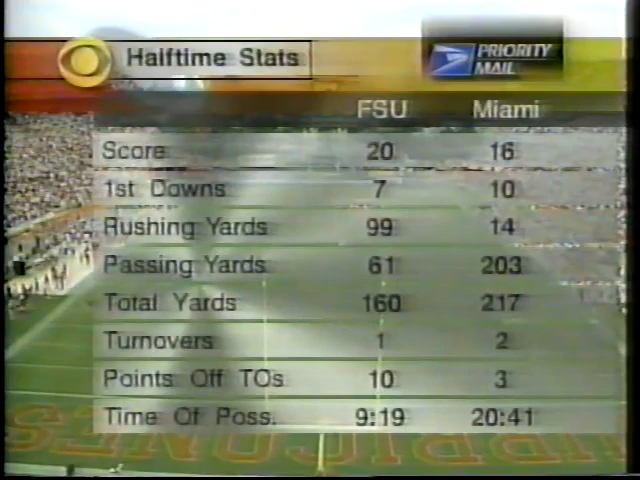 Halftime Stats
PRIORITY
MAIL
FSU Miami
Score 20 16
1st Downs 7 10
Rushing Yards 99 14
Passing Yards 61 203
Total Yards 160 217
Turnovers 1 2
Points Off TOs 10 3
Time Of Poss. 9:19 20:41